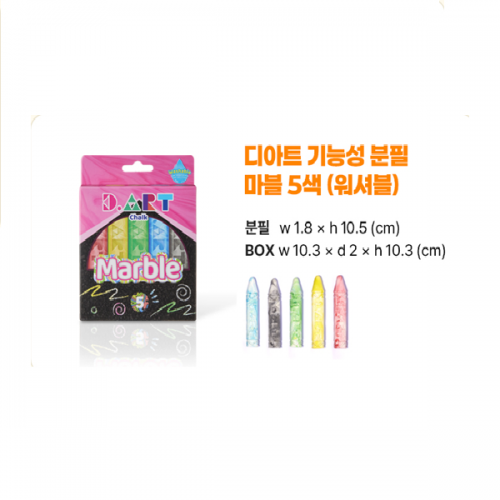 D.ART
Chalk
Marble
5
디아트 기능성 분필
마블 5색 (워셔블)
분필 w 1.8 × h 10.5 (cm)
BOX w 10.3 × d 2 × h 10.3 (cm)